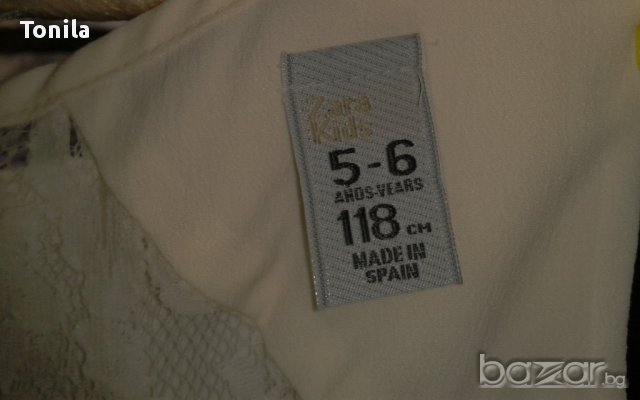 Tonila
Zara
Kids
5-6
AÑOS-YEARS
118 CM
MADE IN
SPAIN
bazar.bg